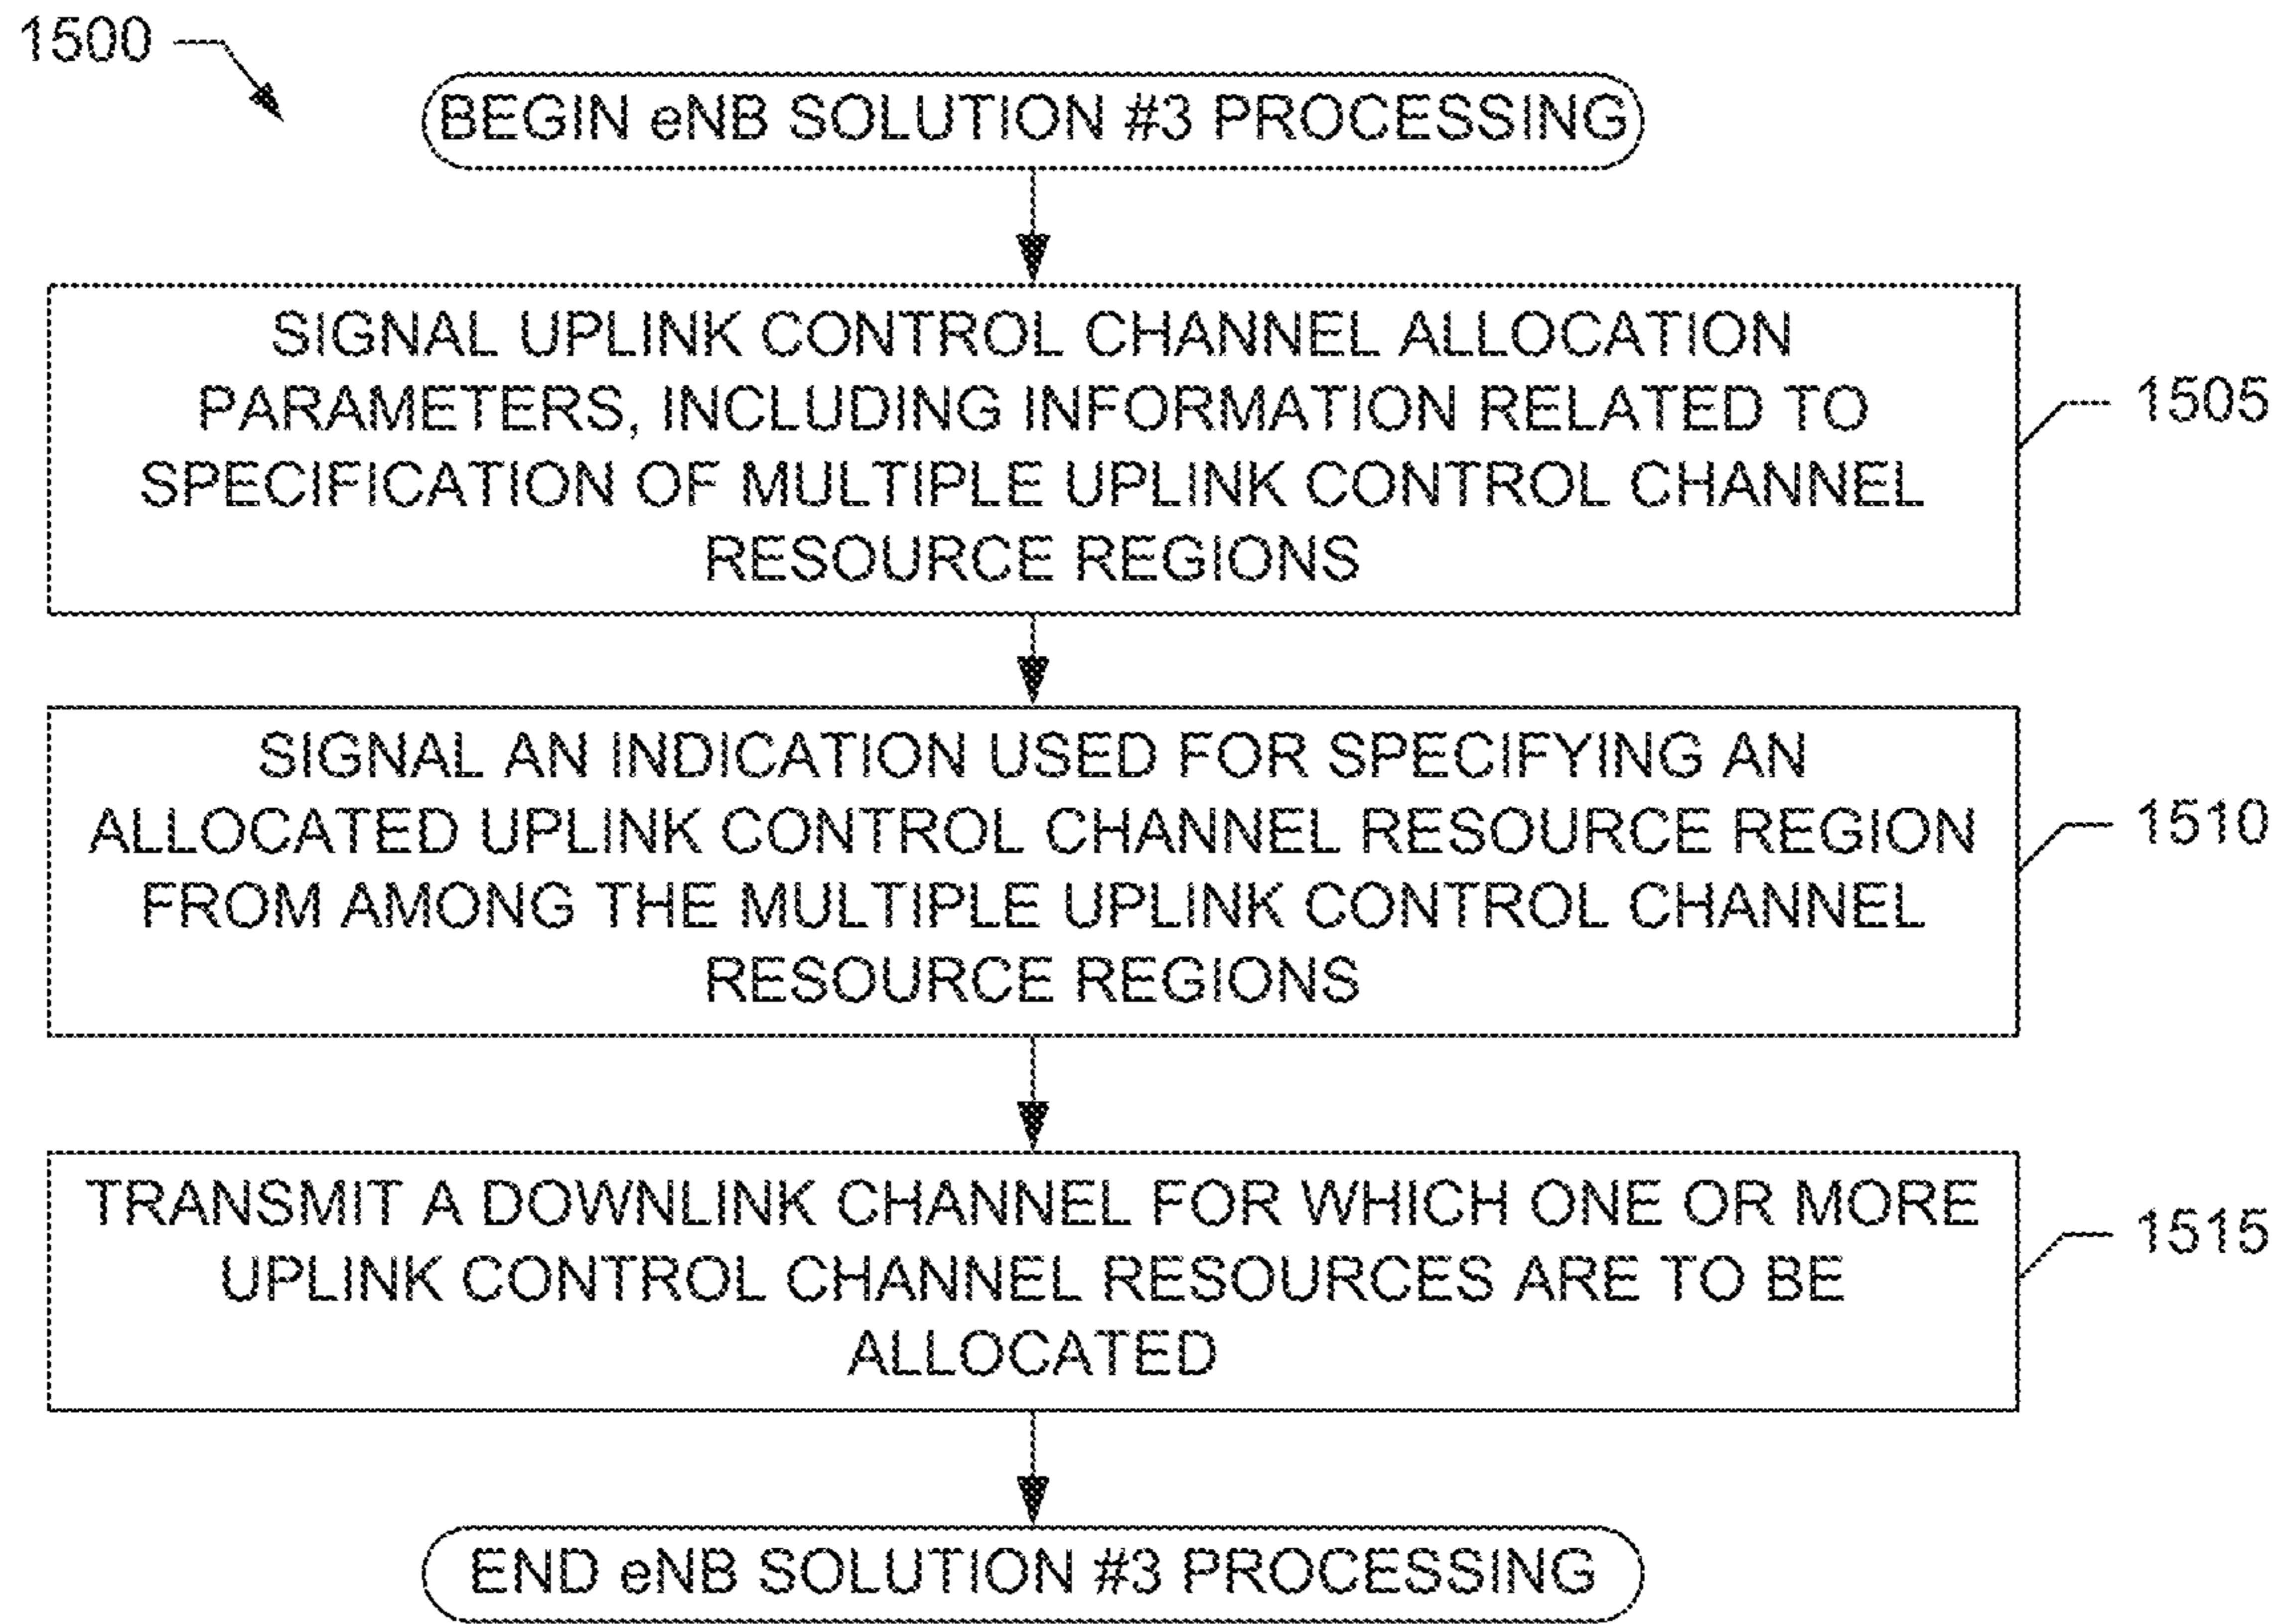 1500
BEGIN eNB SOLUTION #3 PROCESSING
SIGNAL UPLINK CONTROL CHANNEL ALLOCATION
PARAMETERS, INCLUDING INFORMATION RELATED TO
SPECIFICATION OF MULTIPLE UPLINK CONTROL CHANNEL
RESOURCE REGIONS
1505
SIGNAL AN INDICATION USED FOR SPECIFYING AN
ALLOCATED UPLINK CONTROL CHANNEL RESOURCE REGION
FROM AMONG THE MULTIPLE UPLINK CONTROL CHANNEL
RESOURCE REGIONS
1510
TRANSMIT A DOWNLINK CHANNEL FOR WHICH ONE OR MORE
UPLINK CONTROL CHANNEL RESOURCES ARE TO BE
ALLOCATED
1515
END eNB SOLUTION #3 PROCESSING